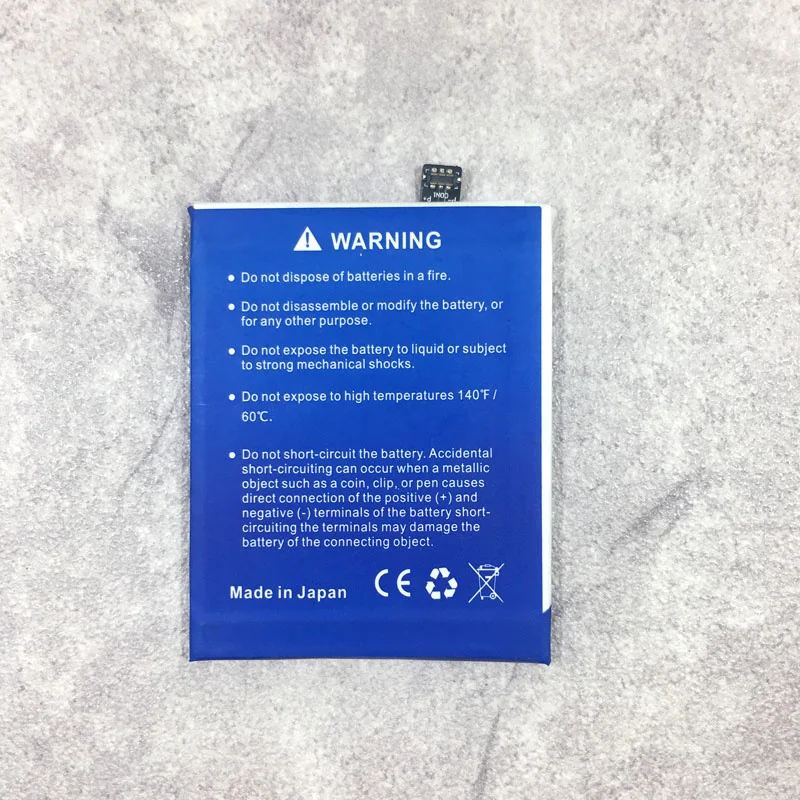 CON1
P- P+
WARNING
● Do not dispose of batteries in a fire.
● Do not disassemble or modify the battery, or
for any other purpose.
● Do not expose the battery to liquid or subject
to strong mechanical shocks.
● Do not expose to high temperatures 140℉ /
60℃.
● Do not short-circuit the battery. Accidental
short-circuiting can occur when a metallic
object such as a coin, clip, or pen causes
direct connection of the positive (+) and
negative (-) terminals of the battery short-
circuiting the terminals may damage the
battery of the connecting object.
Made in Japan CE